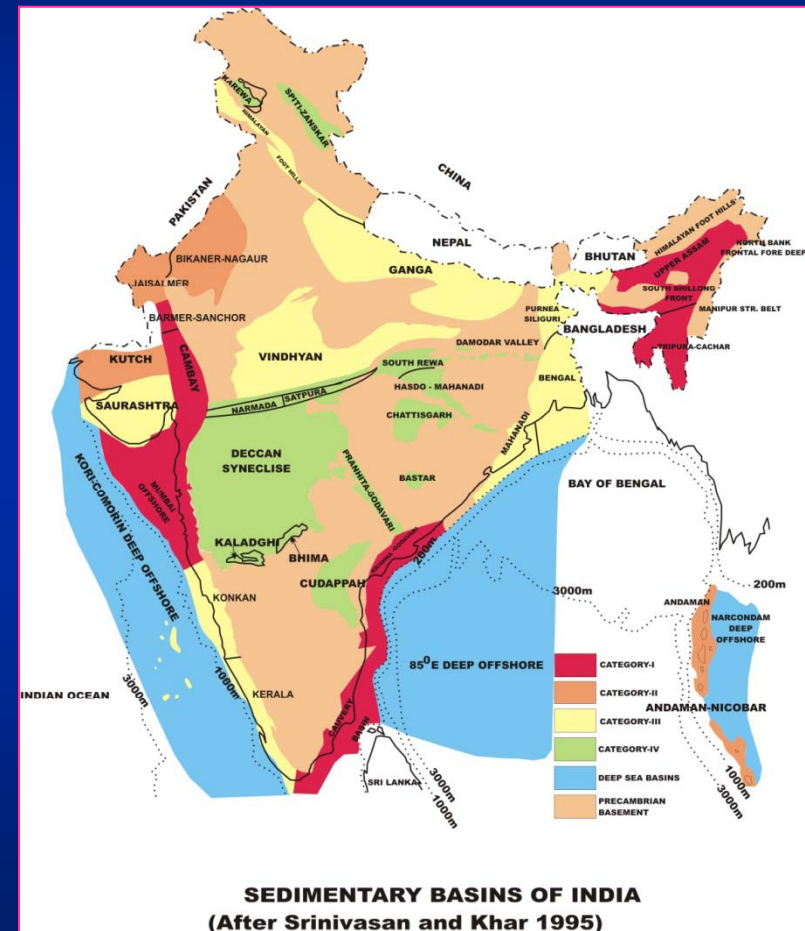 KAREWA
SPITI-ZANSKAR
HIMALAYAN
FOOT HILLS
CHINA
PAKISTAN
NEPAL
BHUTAN
HIMALAYAN FOOT HILLS
UPPER ASSAM
NORTH BANK
FRONTAL FORE DEEP
SOUTH SHILLONG
FRONT
MANIPUR STR. BELT
TRIPURA-CACHAR
BIKANER-NAGAUR
JAISALMER
GANGA
PURNEA
SILIGURI
BANGLADESH
BARMER-SANCHOR
KUTCH
CAMBAY
VINDHYAN
DAMODAR VALLEY
SOUTH REWA
BENGAL
SAURASHTRA
NARMADA
SATPURA
HASDO - MAHANADI
CHATTISGARH
MAHANADI
DECCAN
SYNECLISE
PRANHITA-GODAVARI
BASTAR
MUMBAI
OFFSHORE
KORI-COMORIN DEEP OFFSHORE
BAY OF BENGAL
KALADGHI
BHIMA
KRISHNA-GODAVARI
200m
CUDAPPAH
KONKAN
3000m
200m
ANDAMAN
NARCONDAM
DEEP
OFFSHORE
85⁰E DEEP OFFSHORE
INDIAN OCEAN
3000m
1000m
KERALA
CAUVERY
BASIN
SRI LANKA
3000m
1000m
ANDAMAN-NICOBAR
1000m
3000m
CATEGORY-I
CATEGORY-II
CATEGORY-III
CATEGORY-IV
DEEP SEA BASINS
PRECAMBRIAN
BASEMENT
SEDIMENTARY BASINS OF INDIA
(After Srinivasan and Khar 1995)